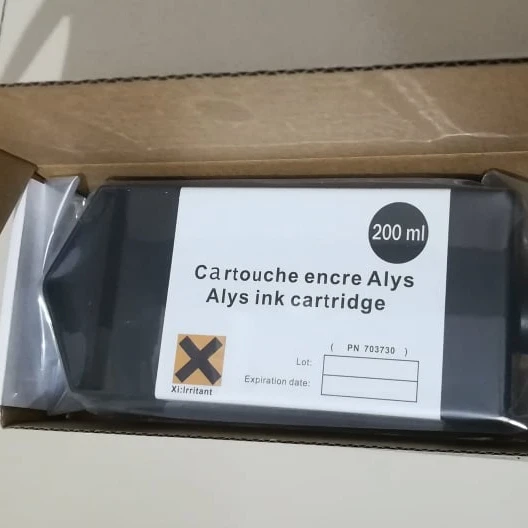 200 ml
Cartouche encre Alys
Alys ink cartridge
( PN 703730 )
Lot:
Expiration date:
Xi:Irritant